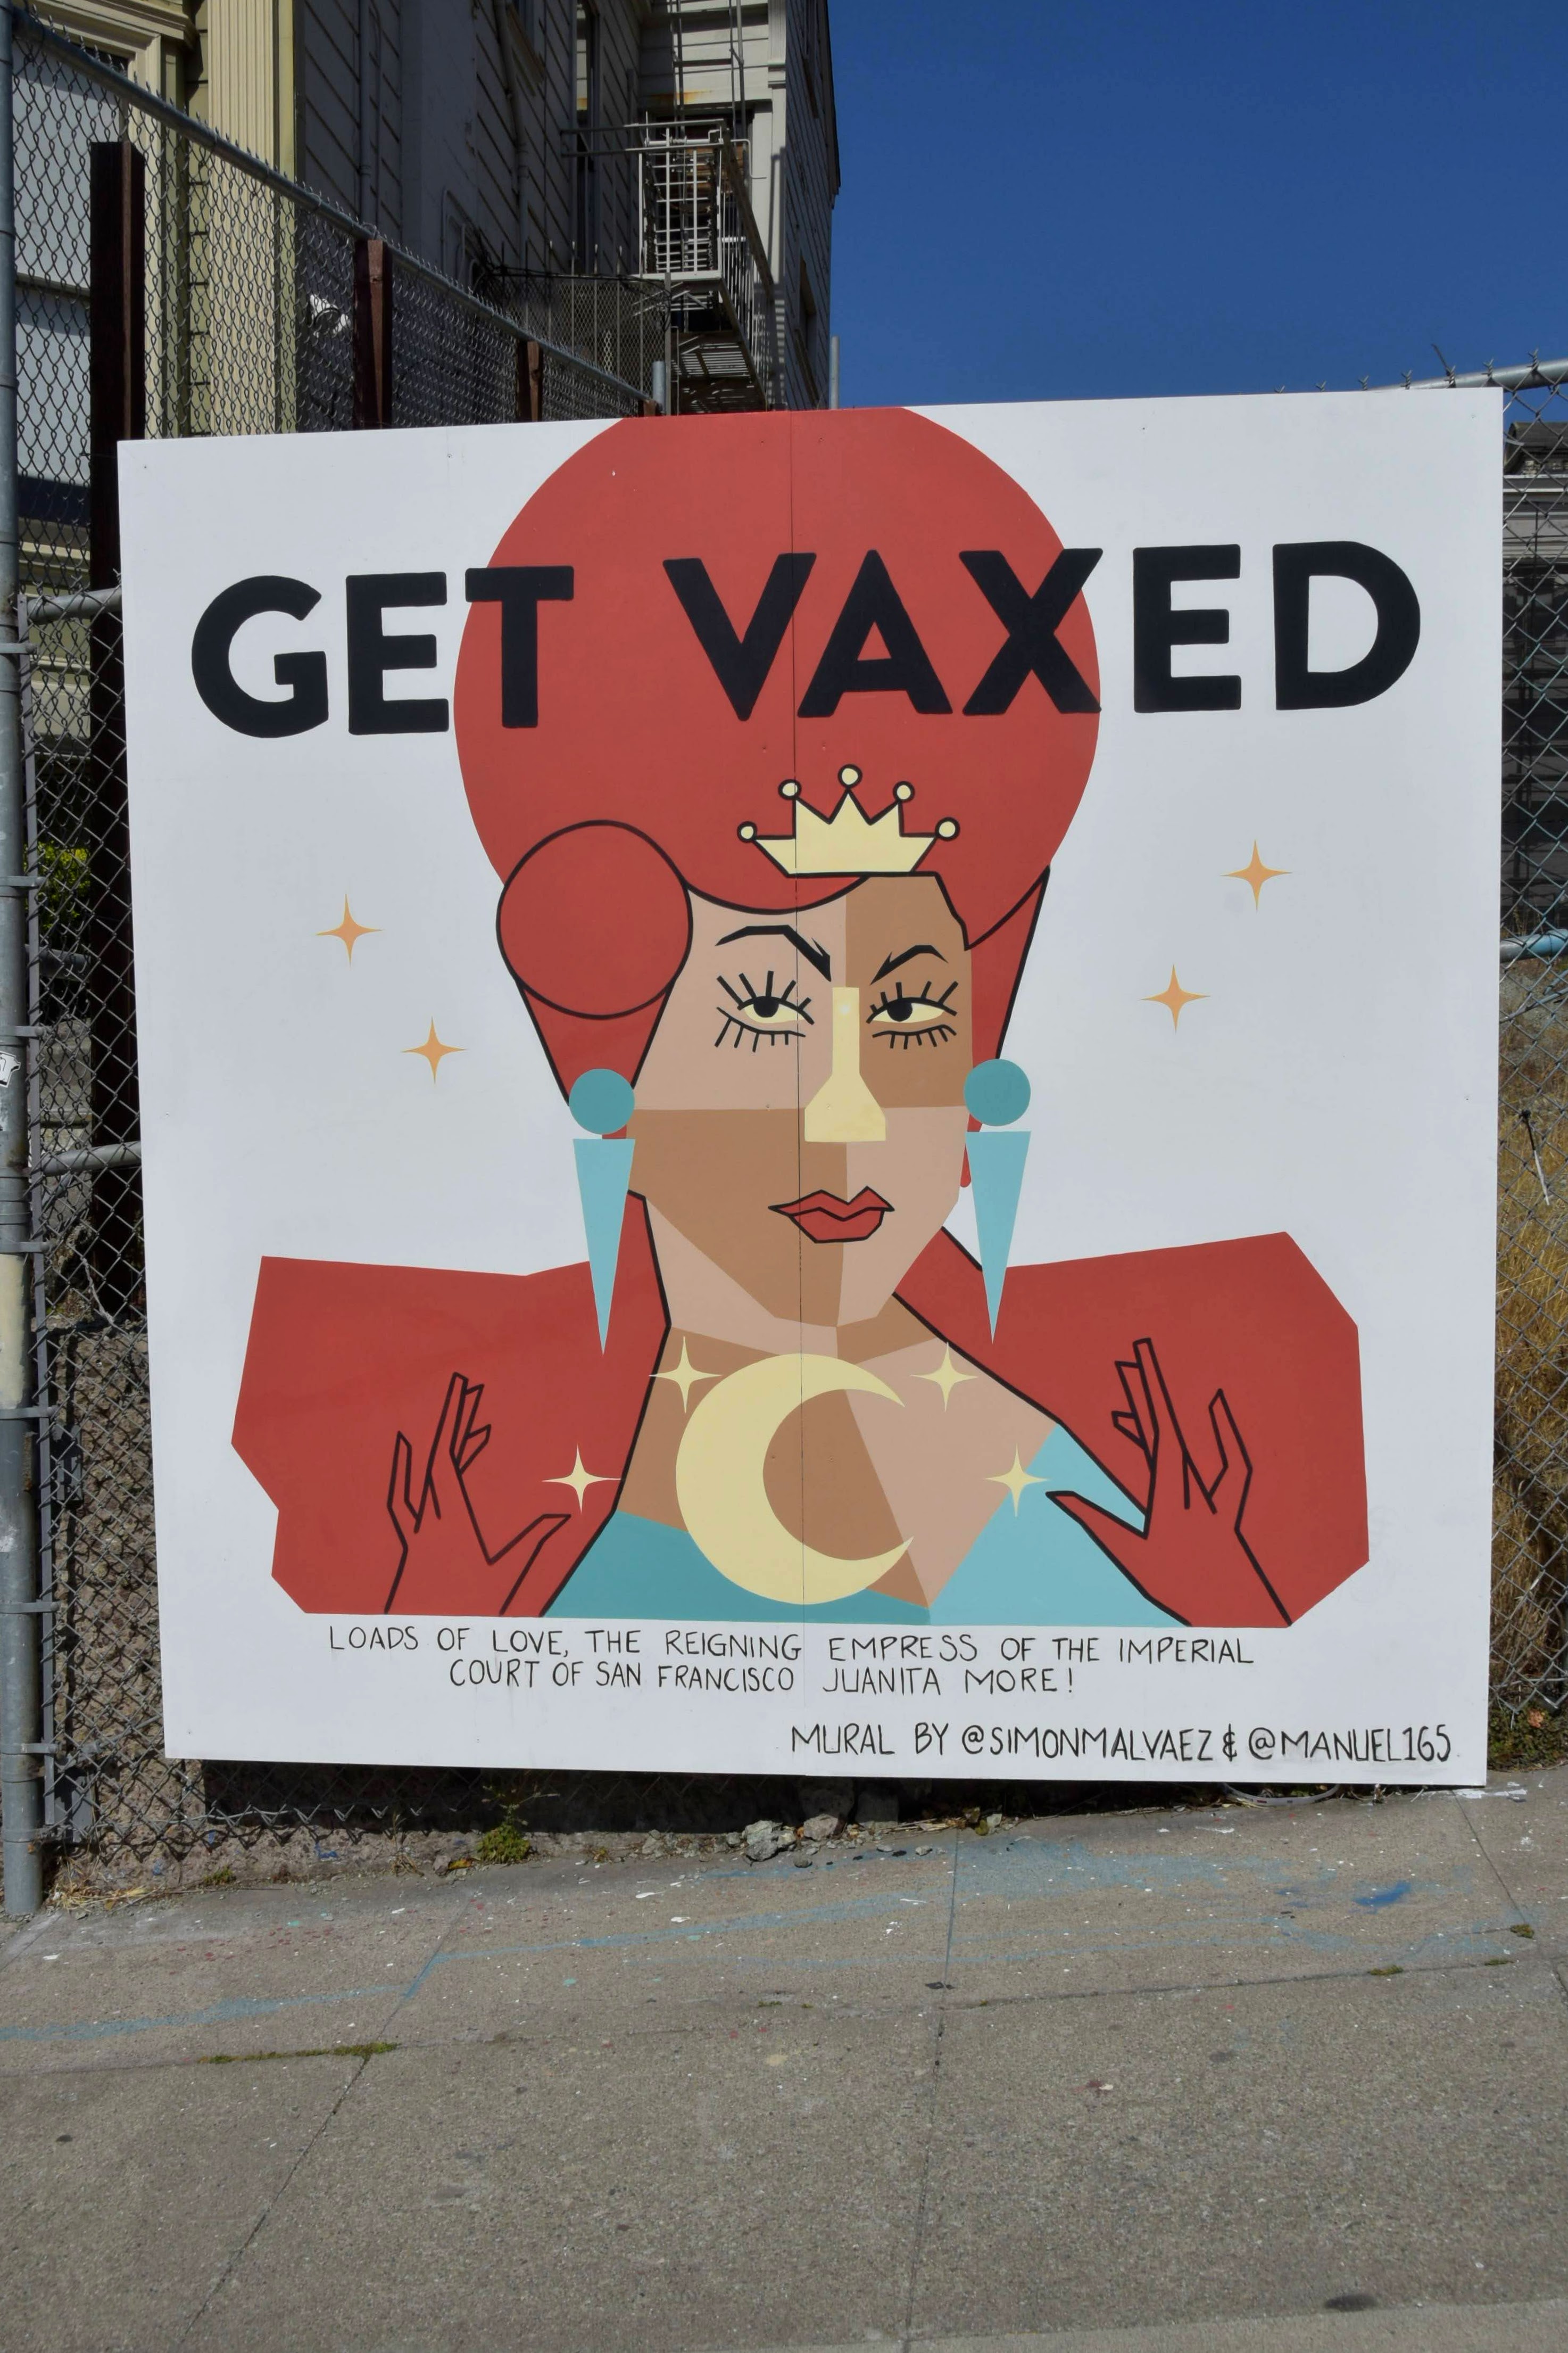 GET VAXED
LOADS OF LOVE, THE REIGNING EMPRESS OF THE IMPERIAL
COURT OF SAN FRANCISCO JUANITA MORE!
MURAL BY @SIMONMALVAEZ & @MANUEL165